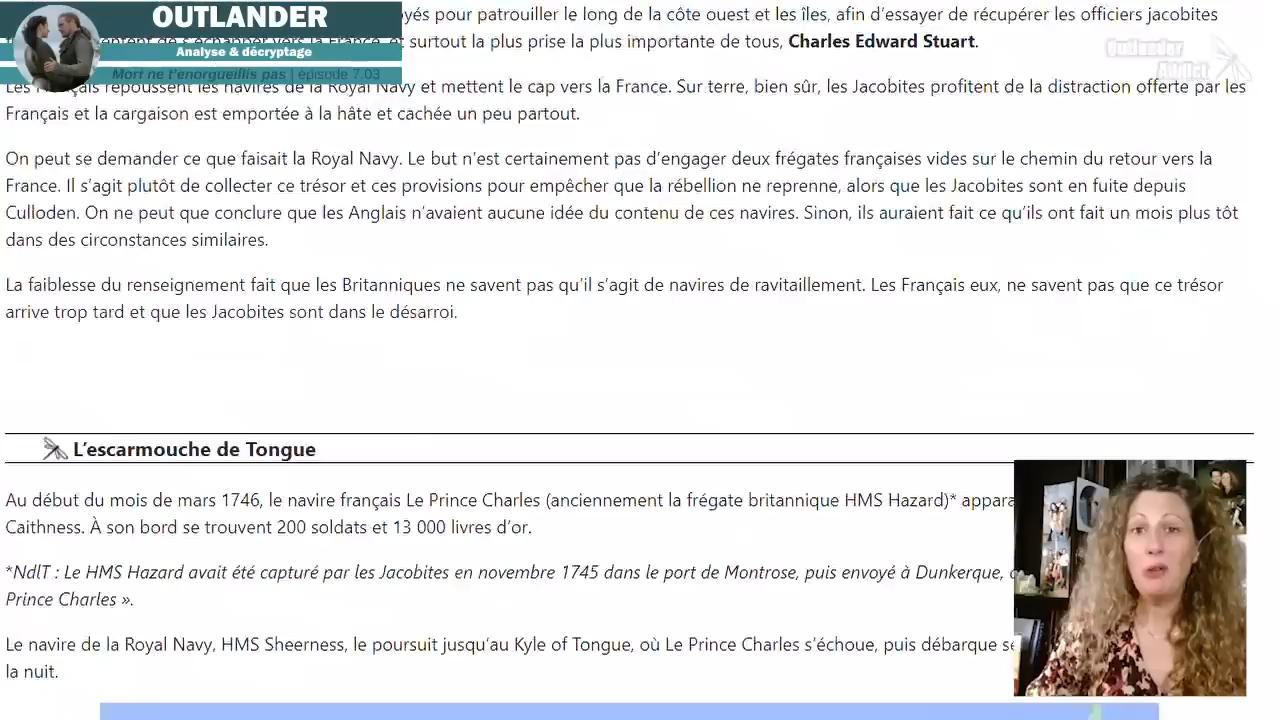 OUTLANDER
Analyse & décryptage
Mort ne t'enorgueillis pas | épisode 7.03
Outlander
Addict
yés pour patrouiller le long de la côte ouest et les îles, afin d’essayer de récupérer les officiers jacobites
tentent de s'échapper vers la France, et surtout la plus prise la plus importante de tous, Charles Edward Stuart.
Les Français repoussent les navires de la Royal Navy et mettent le cap vers la France. Sur terre, bien sûr, les Jacobites profitent de la distraction offerte par les
Français et la cargaison est emportée à la hâte et cachée un peu partout.
On peut se demander ce que faisait la Royal Navy. Le but n’est certainement pas d’engager deux frégates françaises vides sur le chemin du retour vers la
France. Il s’agit plutôt de collecter ce trésor et ces provisions pour empêcher que la rébellion ne reprenne, alors que les Jacobites sont en fuite depuis
Culloden. On ne peut que conclure que les Anglais n’avaient aucune idée du contenu de ces navires. Sinon, ils auraient fait ce qu’ils ont fait un mois plus tôt
dans des circonstances similaires.
La faiblesse du renseignement fait que les Britanniques ne savent pas qu’il s’agit de navires de ravitaillement. Les Français eux, ne savent pas que ce trésor
arrive trop tard et que les Jacobites sont dans le désarroi.
L’escarmouche de Tongue
Au début du mois de mars 1746, le navire français Le Prince Charles (anciennement la frégate britannique HMS Hazard)* appara
Caithness. À son bord se trouvent 200 soldats et 13 000 livres d’or.
*NdlT : Le HMS Hazard avait été capturé par les Jacobites en novembre 1745 dans le port de Montrose, puis envoyé à Dunkerque,
Prince Charles ».
Le navire de la Royal Navy, HMS Sheerness, le poursuit jusqu’au Kyle of Tongue, où Le Prince Charles s’échoue, puis débarque se
la nuit.